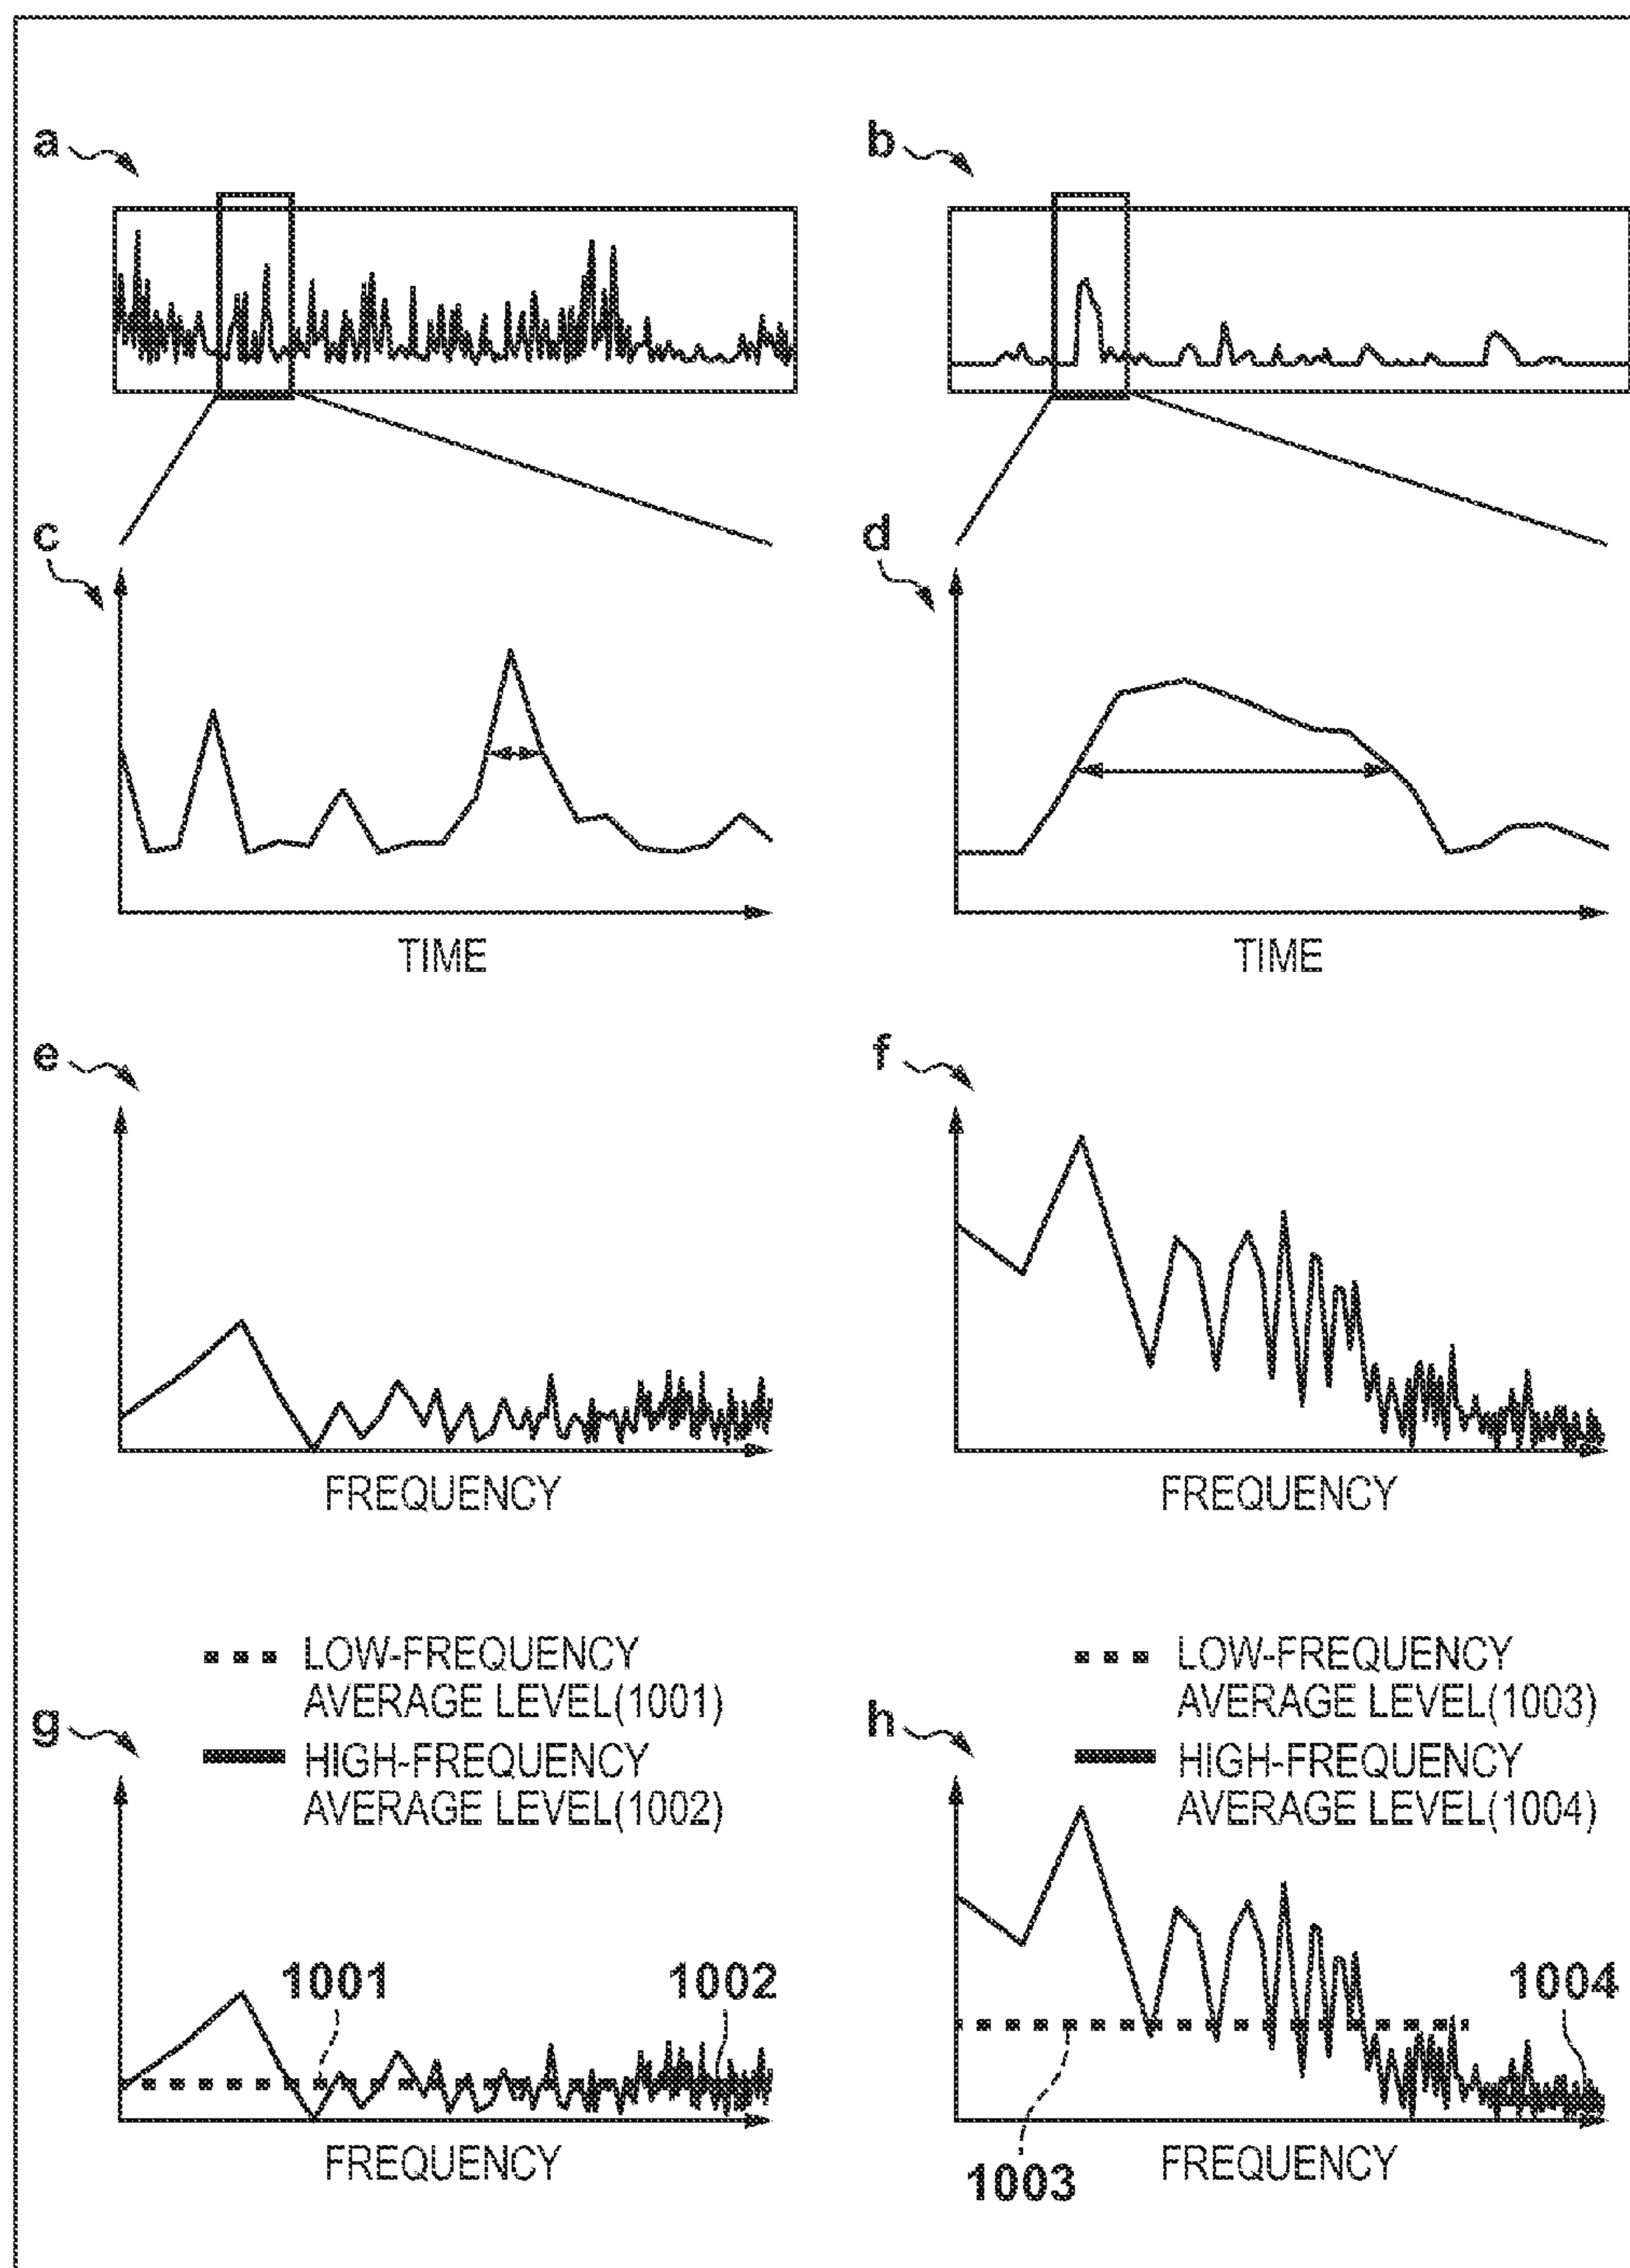 a
b
c
d
TIME
TIME
e
f
FREQUENCY
FREQUENCY
LOW-FREQUENCY
AVERAGE LEVEL(1001)
HIGH-FREQUENCY
AVERAGE LEVEL(1002)
LOW-FREQUENCY
AVERAGE LEVEL(1003)
HIGH-FREQUENCY
AVERAGE LEVEL(1004)
g
h
1001
1002
1004
FREQUENCY
1003
FREQUENCY